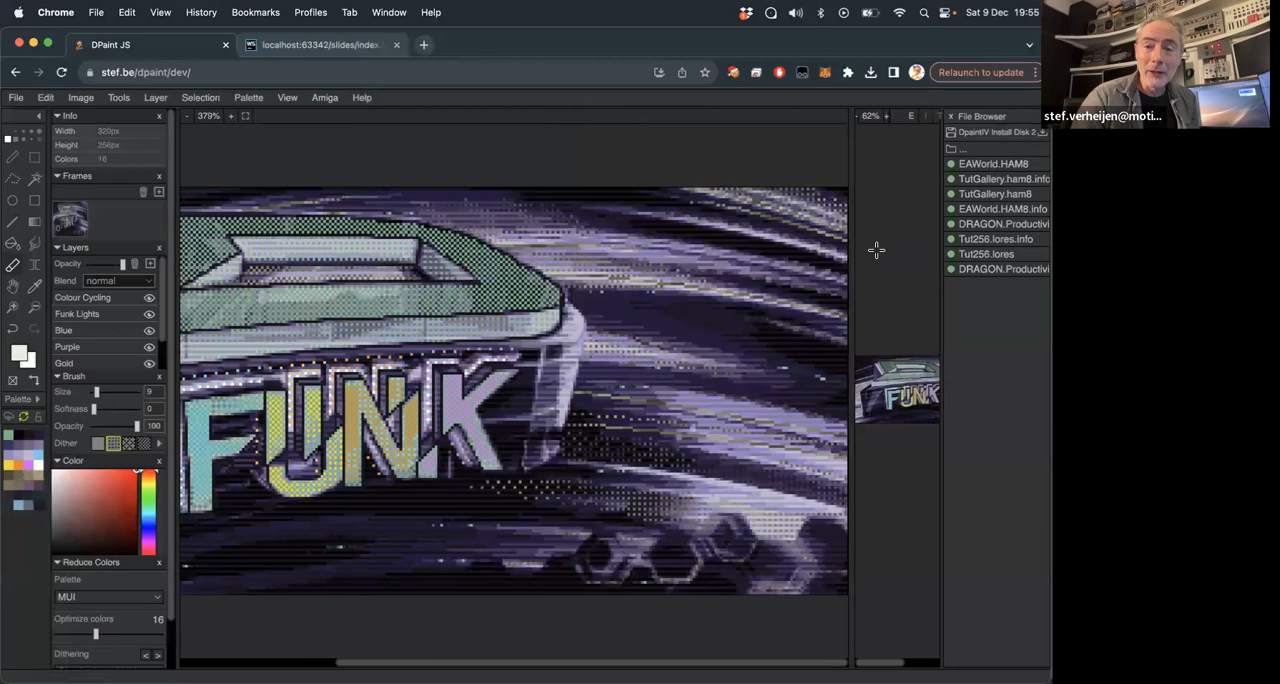 Chrome File Edit View History Bookmarks Profiles Tab Window Help
Sat 9 Dec 19:55
DPaint JS
localhost:63342/slides/index.
stef.be/dpaint/dev/
Relaunch to update
stef.verheijen@moti...
File Edit Image Tools Layer Selection Palette View Amiga Help
Info
Width 320px
Height 256px
Colors 16
Frames
Layers
Opacity
Blend normal
Colour Cycling
Funk Lights
Blue
Purple
Gold
Brush
Size 9
Softness 0
Opacity 100
Dither
Palette
Color
Reduce Colors
Palette
MUI
Optimize colors 16
Dithering
- 379% +
FUNK
- 62% + E
FUNK
File Browser
DpaintIV Install Disk 2
...
EAWorld.HAM8
TutGallery.ham8.info
TutGallery.ham8
EAWorld.HAM8.info
DRAGON.Productivi
Tut256.lores.info
Tut256.lores
DRAGON.Productivi